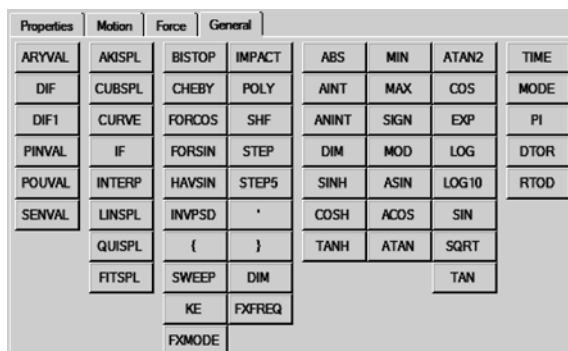 Properties Motion Force General
ARYVAL AKISPL BISTOP IMPACT ABS MIN ATAN2 TIME
DIF CUBSPL CHEBY POLY AINT MAX COS MODE
DIF1 CURVE FORCOS SHF ANINT SIGN EXP PI
PINVAL IF FORSIN STEP DIM MOD LOG DTOR
POUVAL INTERP HAVSIN STEP5 SINH ASIN LOG10 RTOD
SENVAL LINSPL INVPSD ' COSH ACOS SIN
QUISPL { } TANH ATAN SQRT
FITSPL SWEEP DIM TAN
KE FXFREQ
FXMODE